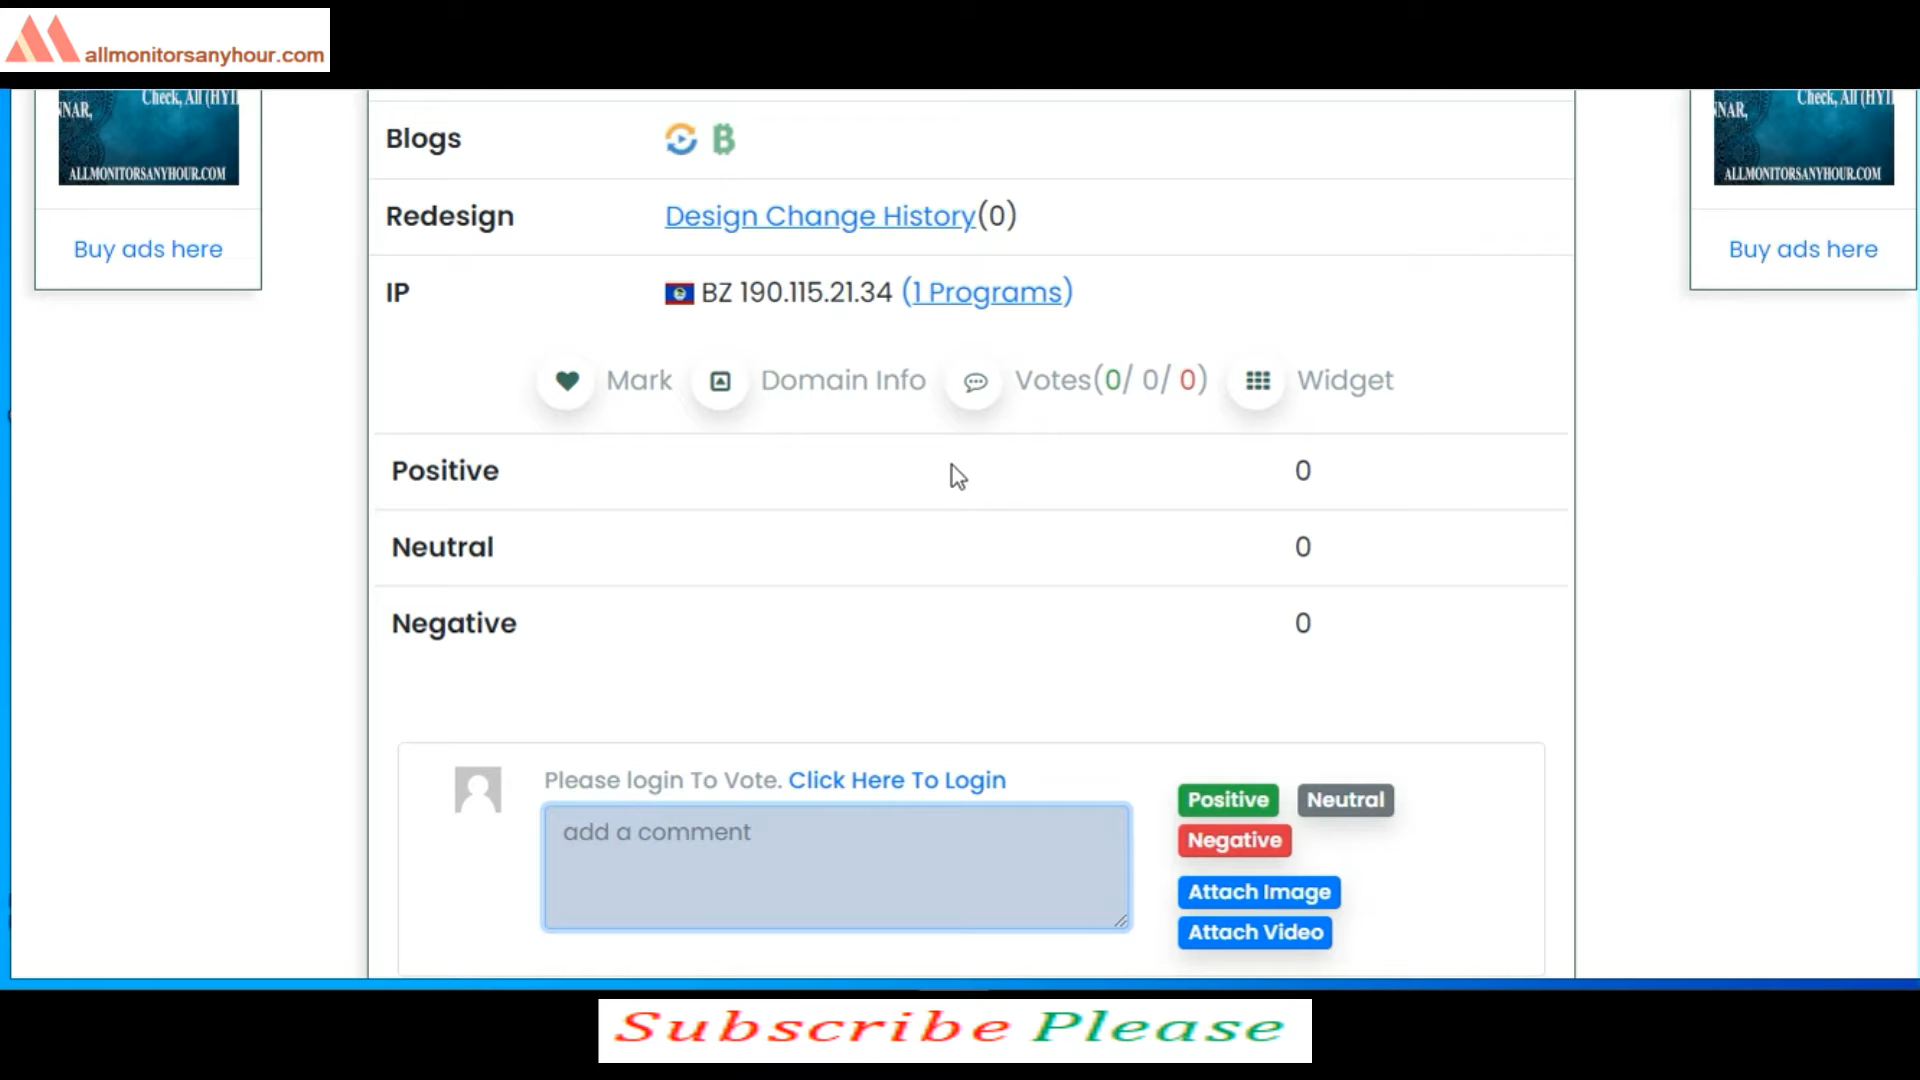 allmonitorsanyhour.com
NNAR,
Check, All (HYI
ALLMONITORSANYHOUR.COM
Buy ads here
Blogs
Redesign Design Change History(0)
IP BZ 190.115.21.34 (1 Programs)
Mark Domain Info Votes(0/ 0/ 0) Widget
Positive 0
Neutral 0
Negative 0
Please login To Vote. Click Here To Login
add a comment
Positive Neutral
Negative
Attach Image
Attach Video
NNAR,
Check, All (HYI
ALLMONITORSANYHOUR.COM
Buy ads here
Subscribe Please